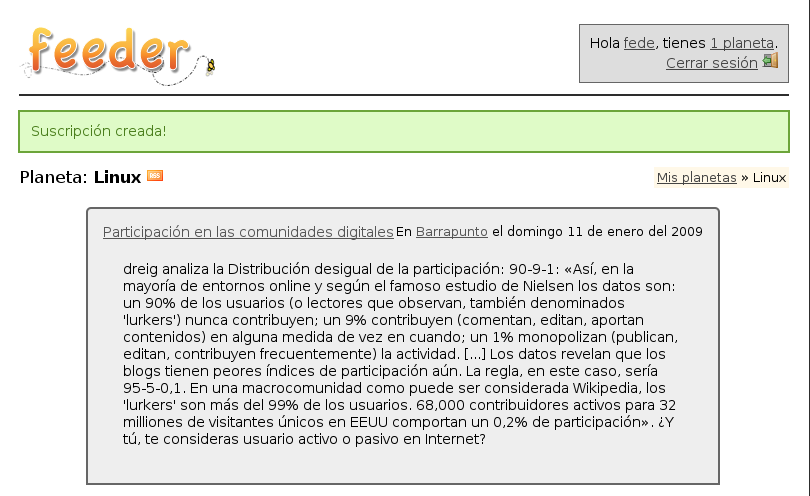 feeder
Hola fede, tienes 1 planeta.
Cerrar sesión
Suscripción creada!
Planeta: Linux RSS
Mis planetas » Linux
Participación en las comunidades digitales En Barrapunto el domingo 11 de enero del 2009
dreig analiza la Distribución desigual de la participación: 90-9-1: «Así, en la
mayoría de entornos online y según el famoso estudio de Nielsen los datos son:
un 90% de los usuarios (o lectores que observan, también denominados
'lurkers') nunca contribuyen; un 9% contribuyen (comentan, editan, aportan
contenidos) en alguna medida de vez en cuando; un 1% monopolizan (publican,
editan, contribuyen frecuentemente) la actividad. [...] Los datos revelan que los
blogs tienen peores índices de participación aún. La regla, en este caso, sería
95-5-0,1. En una macrocomunidad como puede ser considerada Wikipedia, los
'lurkers' son más del 99% de los usuarios. 68,000 contribuidores activos para 32
milliones de visitantes únicos en EEUU comportan un 0,2% de participación». ¿Y
tú, te consideras usuario activo o pasivo en Internet?